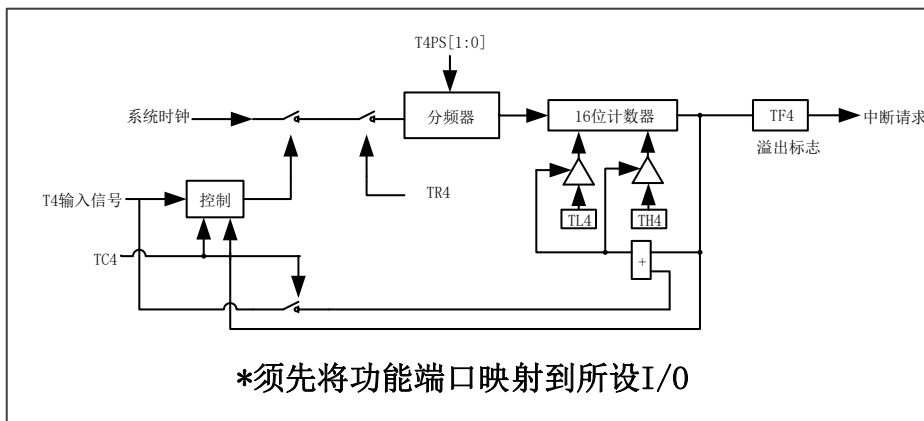 T4PS[1:0]
系统时钟
分频器
16位计数器
TF4
中断请求
溢出标志
T4输入信号
控制
TR4
TL4
TH4
TC4
+
*须先将功能端口映射到所设I/O